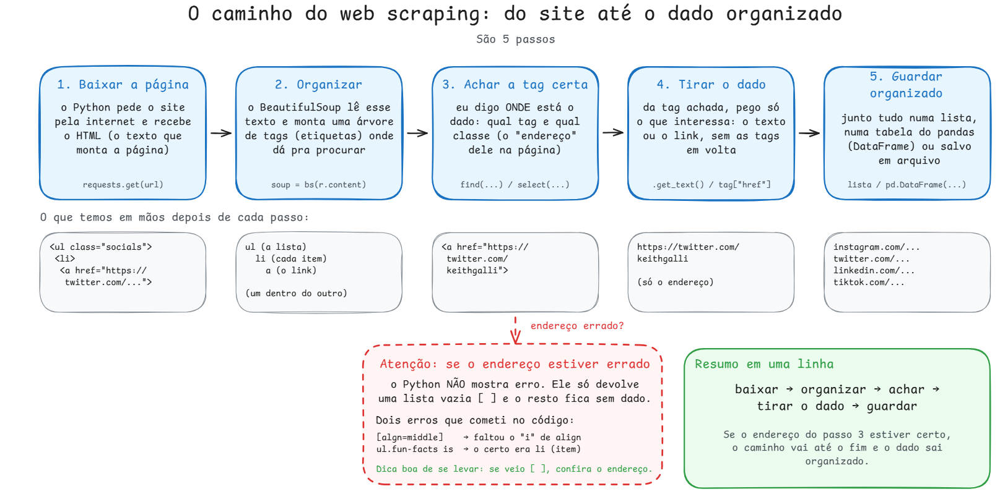 O caminho do web scraping: do site até o dado organizado
São 5 passos
1. Baixar a página
o Python pede o site
pela internet e recebe
o HTML (o texto que
monta a página)
requests.get(url)
2. Organizar
o BeautifulSoup lê esse
texto e monta uma árvore
de tags (etiquetas) onde
dá pra procurar
soup = bs(r.content)
3. Achar a tag certa
eu digo ONDE está o
dado: qual tag e qual
classe (o "endereço"
dele na página)
find(...) / select(...)
4. Tirar o dado
da tag achada, pego só
o que interessa: o texto
ou o link, sem as tags
em volta
.get_text() / tag["href"]
5. Guardar
organizado
junto tudo numa lista,
numa tabela do pandas
(DataFrame) ou salvo
em arquivo
lista / pd.DataFrame(...)
O que temos em mãos depois de cada passo:
<ul class="socials">
<li>
<a href="https://
twitter.com/...">
ul (a lista)
li (cada item)
a (o link)
(um dentro do outro)
<a href="https://
twitter.com/
keithgalli">
https://twitter.com/
keithgalli
(só o endereço)
instagram.com/...
twitter.com/...
linkedin.com/...
tiktok.com/...
endereço errado?
Atenção: se o endereço estiver errado
o Python NÃO mostra erro. Ele só devolve
uma lista vazia [ ] e o resto fica sem dado.
Dois erros que cometi no código:
[algn=middle] → faltou o "i" de align
ul.fun-facts is → o certo era li (item)
Dica boa de se levar: se veio [ ], confira o endereço.
Resumo em uma linha
baixar → organizar → achar →
tirar o dado → guardar
Se o endereço do passo 3 estiver certo,
o caminho vai até o fim e o dado sai
organizado.